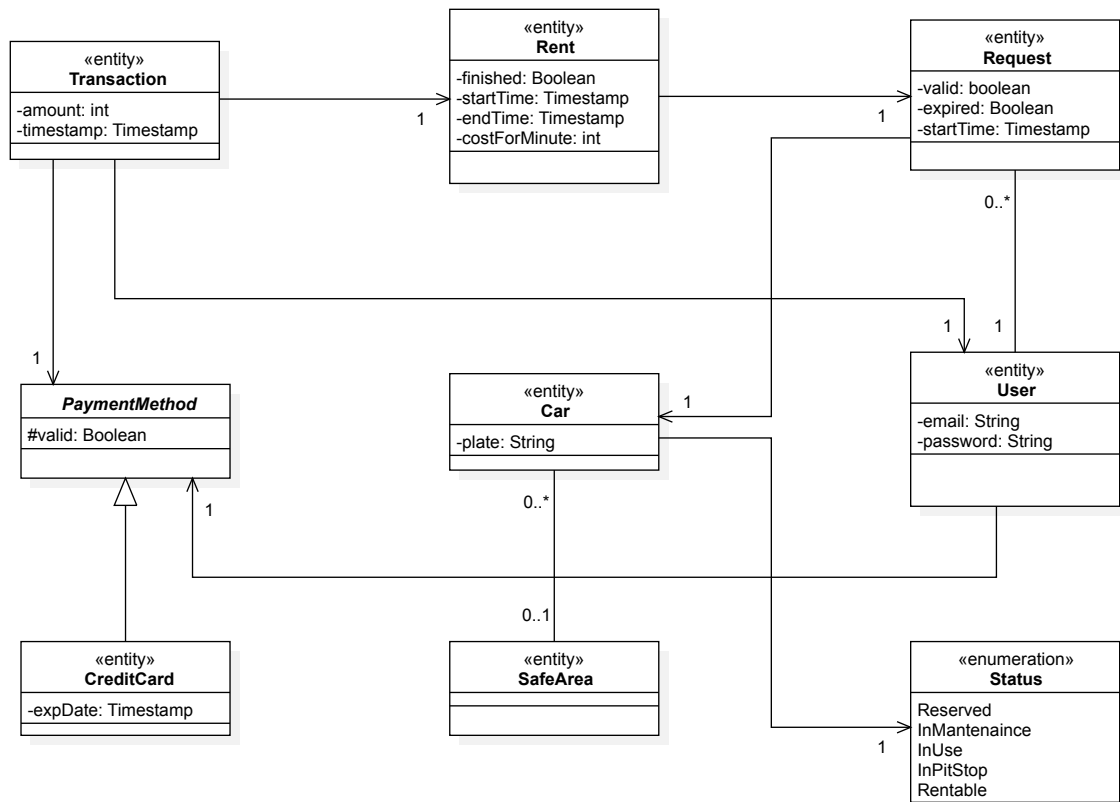 «entity»
Transaction
-amount: int
-timestamp: Timestamp
«entity»
Rent
-finished: Boolean
-startTime: Timestamp
-endTime: Timestamp
-costForMinute: int
«entity»
Request
-valid: boolean
-expired: Boolean
-startTime: Timestamp
1
1
0..*
1
1
1
1
PaymentMethod
#valid: Boolean
«entity»
Car
-plate: String
«entity»
User
-email: String
-password: String
0..*
1
0..1
«entity»
CreditCard
-expDate: Timestamp
«entity»
SafeArea
«enumeration»
Status
Reserved
InMantenaince
InUse
InPitStop
Rentable
1